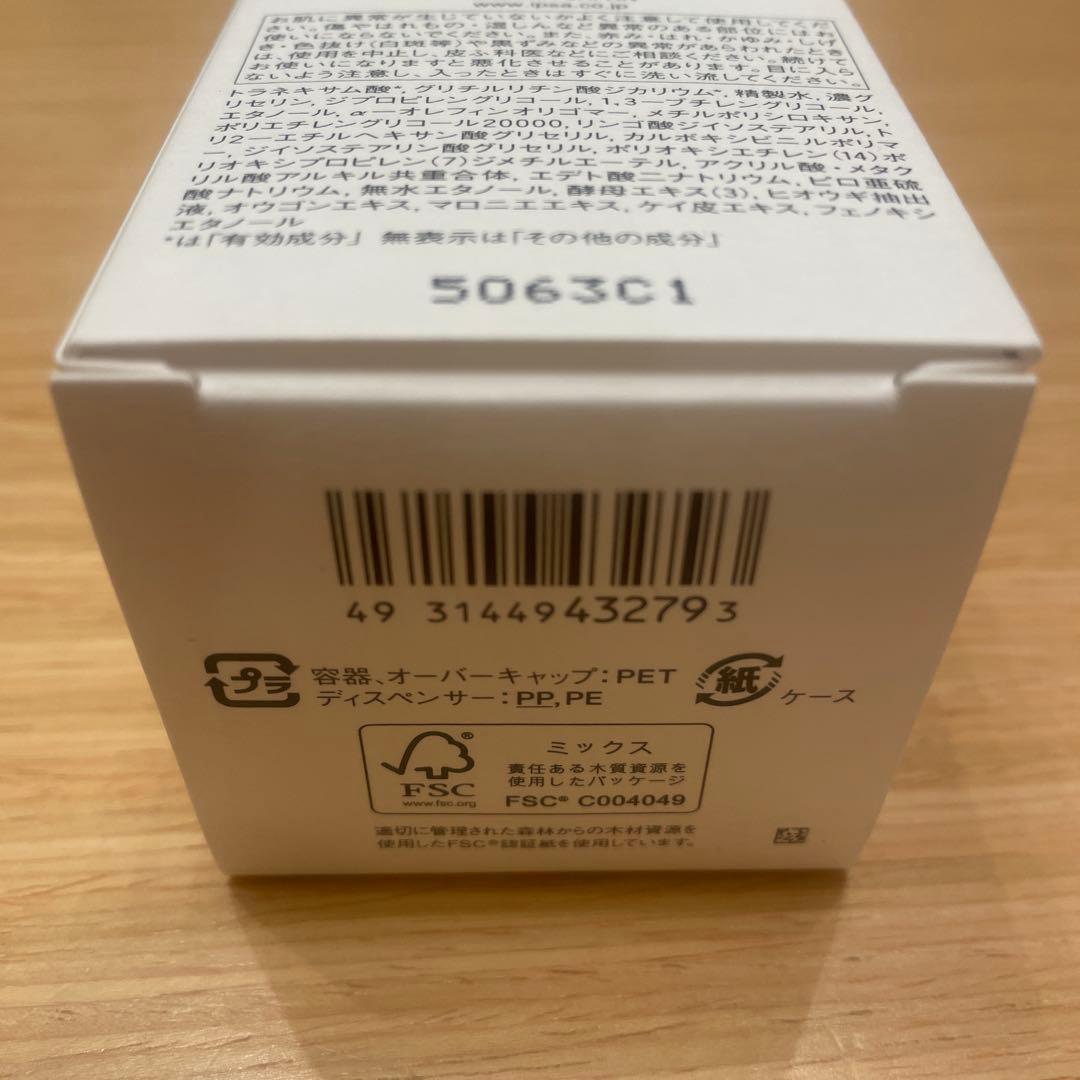 www.ipsa.co.jp
お肌に異常が生じていないかよく注意して使用してくだ
さい。傷やはれもの・湿しんなど異常のある部位にはお
使いにならないでください。また、赤み・はれ・かゆみ・しげ
き・色抜け(白斑等)や黒ずみなどの異常があらわれたとき
は、使用を中止し、皮ふ科医などにご相談ください。続けて
お使いになりますと悪化させることがあります。目に入ら
ないよう注意し、入ったときはすぐに洗い流してください。
トラネキサム酸*, グリチルリチン酸ジカリウム*, 精製水, 濃グ
リセリン, ジプロピレングリコール, 1,3-ブチレングリコール,
エタノール, α-オレフィンオリゴマー, メチルポリシロキサン,
ポリエチレングリコール20000, リンゴ酸ジイソステアリル, ト
リ2-エチルヘキサン酸グリセリル, カルボキシビニルポリマ
ー, ジイソステアリン酸グリセリル, ポリオキシエチレン(14)ポ
リオキシプロピレン(7)ジメチルエーテル, アクリル酸・メタク
リル酸アルキル共重合体, エデト酸二ナトリウム, ピロ亜硫
酸ナトリウム, 無水エタノール, 酵母エキス(3), ヒオウギ抽出
液, オウゴンエキス, マロニエエキス, ケイ皮エキス, フェノキシ
エタノール
*は「有効成分」 無表示は「その他の成分」
5063C1
49 31449432793
プラ 容器、オーバーキャップ:PET
ディスペンサー:PP,PE
紙 ケース
FSC®
www.fsc.org
ミックス
責任ある木質資源を
使用したパッケージ
FSC® C004049
適切に管理された森林からの木材資源を
使用したFSC®認証紙を使用しています。